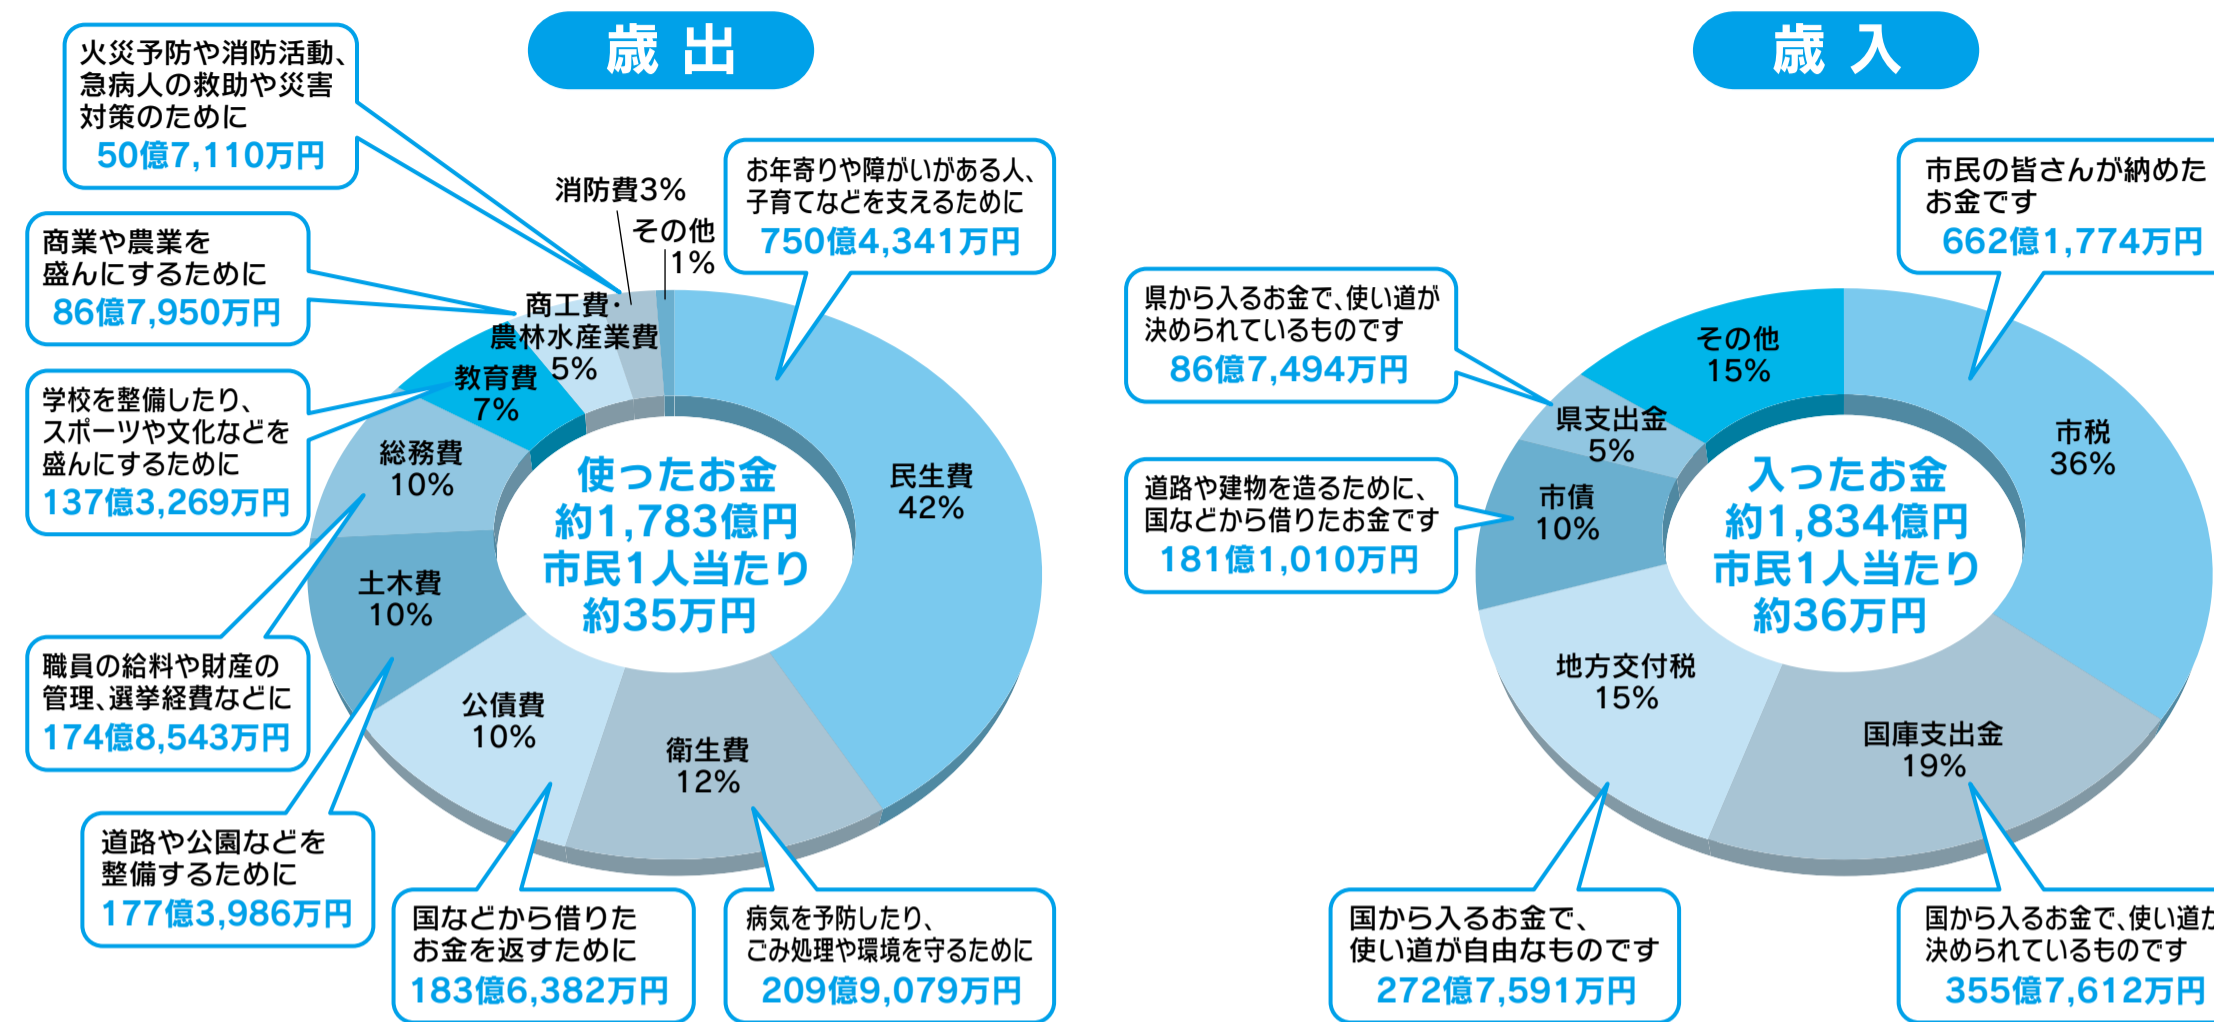 歳出
火災予防や消防活動、
急病人の救助や災害
対策のために
50億7,110万円
商業や農業を
盛んにするために
86億7,950万円
学校を整備したり、
スポーツや文化などを
盛んにするために
137億3,269万円
職員の給料や財産の
管理、選挙経費などに
174億8,543万円
道路や公園などを
整備するために
177億3,986万円
国などから借りた
お金を返すために
183億6,382万円
病気を予防したり、
ごみ処理や環境を守るために
209億9,079万円
お年寄りや障がいがある人、
子育てなどを支えるために
750億4,341万円
消防費3%
その他
1%
商工費・
農林水産業費
5%
教育費
7%
総務費
10%
土木費
10%
公債費
10%
衛生費
12%
民生費
42%
使ったお金
約1,783億円
市民1人当たり
約35万円
歳入
市民の皆さんが納めた
お金です
662億1,774万円
県から入るお金で、使い道が
決められているものです
86億7,494万円
道路や建物を造るために、
国などから借りたお金です
181億1,010万円
国から入るお金で、
使い道が自由なものです
272億7,591万円
国から入るお金で、使い道が
決められているものです
355億7,612万円
その他
15%
県支出金
5%
市債
10%
地方交付税
15%
国庫支出金
19%
市税
36%
入ったお金
約1,834億円
市民1人当たり
約36万円